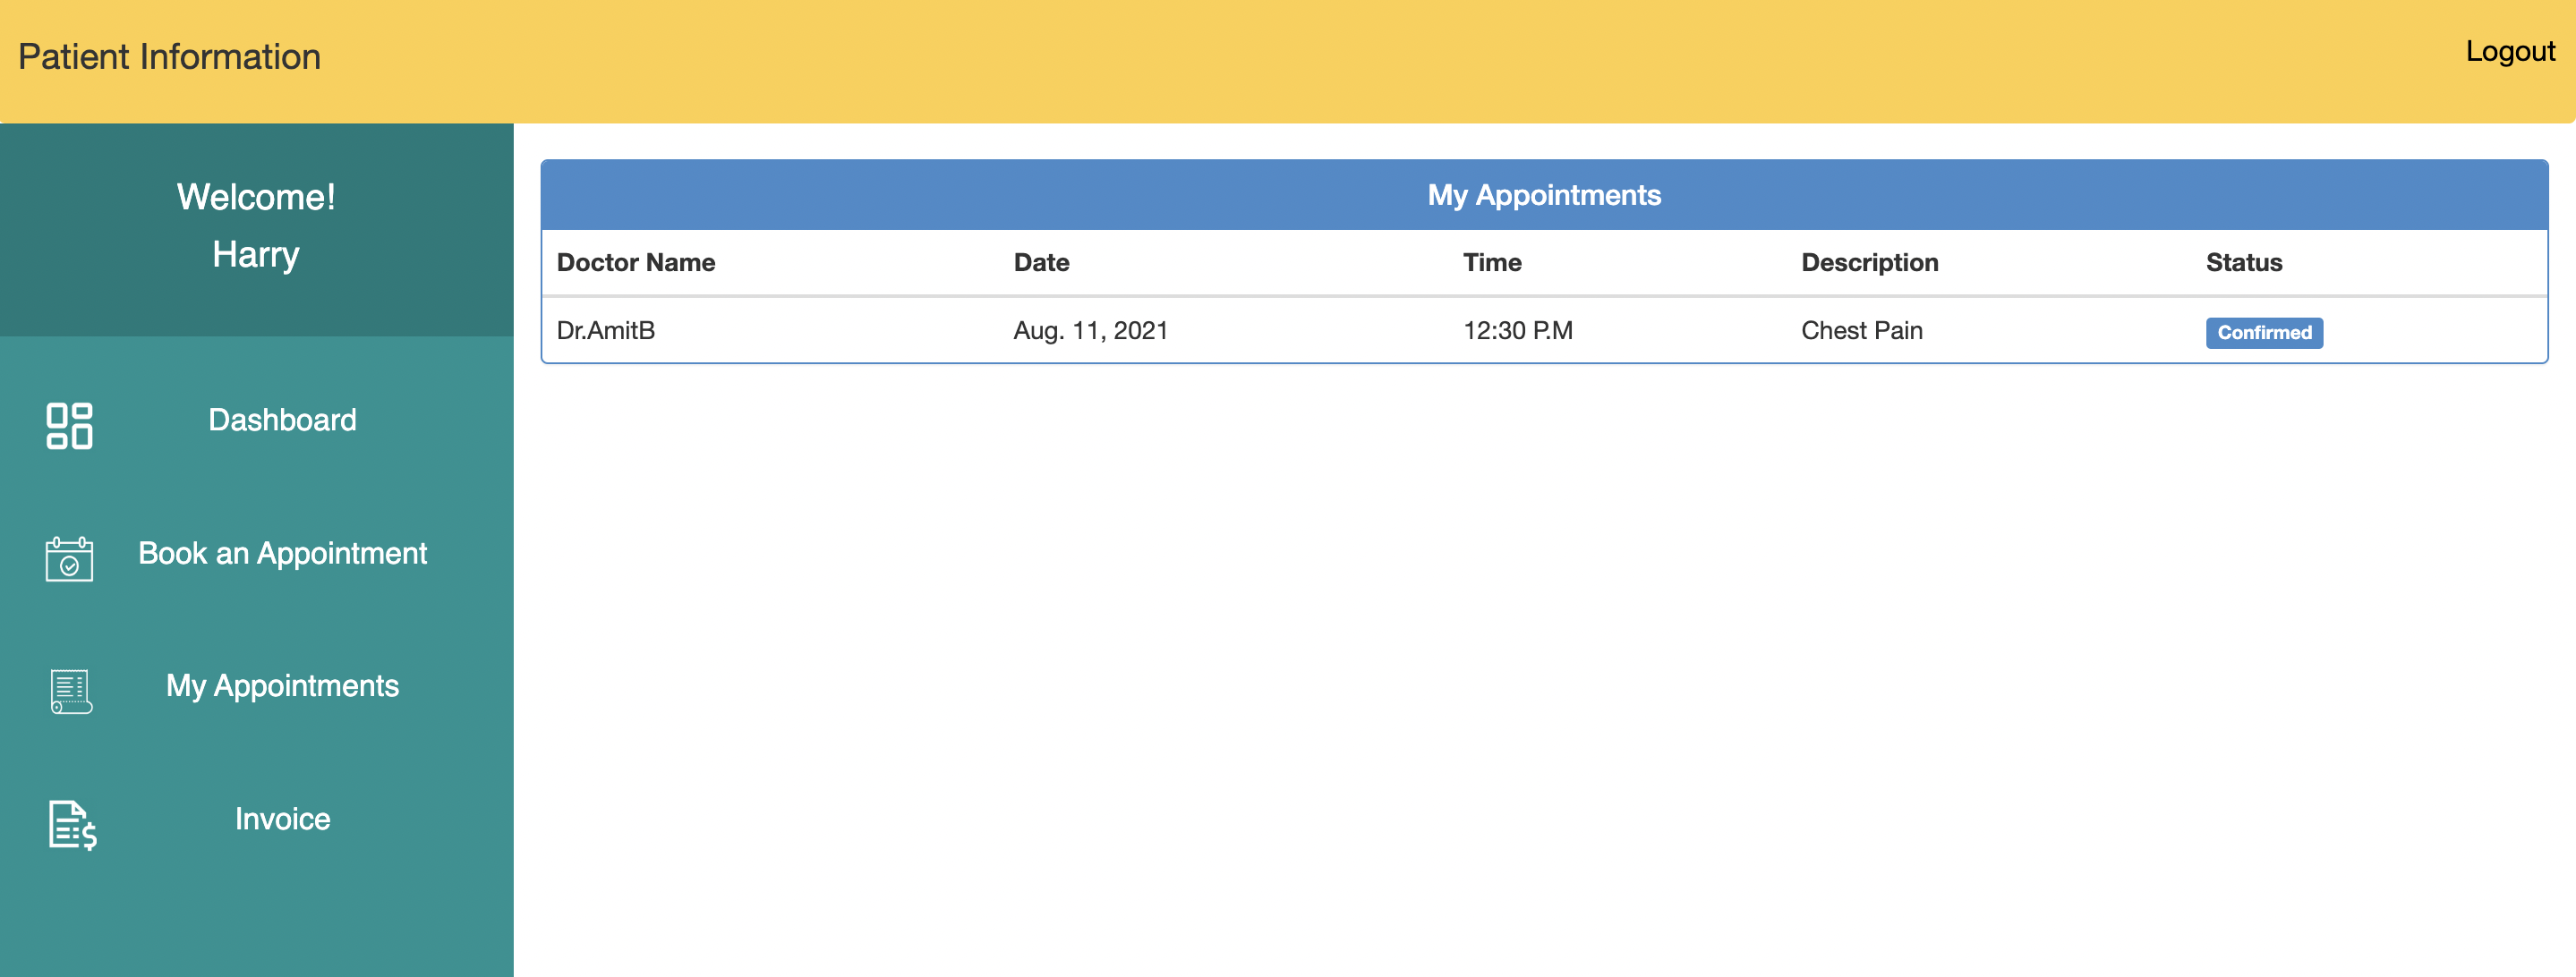 Patient Information
Logout
Welcome!
Harry
Dashboard
Book an Appointment
My Appointments
Invoice
My Appointments
Doctor Name Date Time Description Status
Dr.AmitB Aug. 11, 2021 12:30 P.M Chest Pain Confirmed